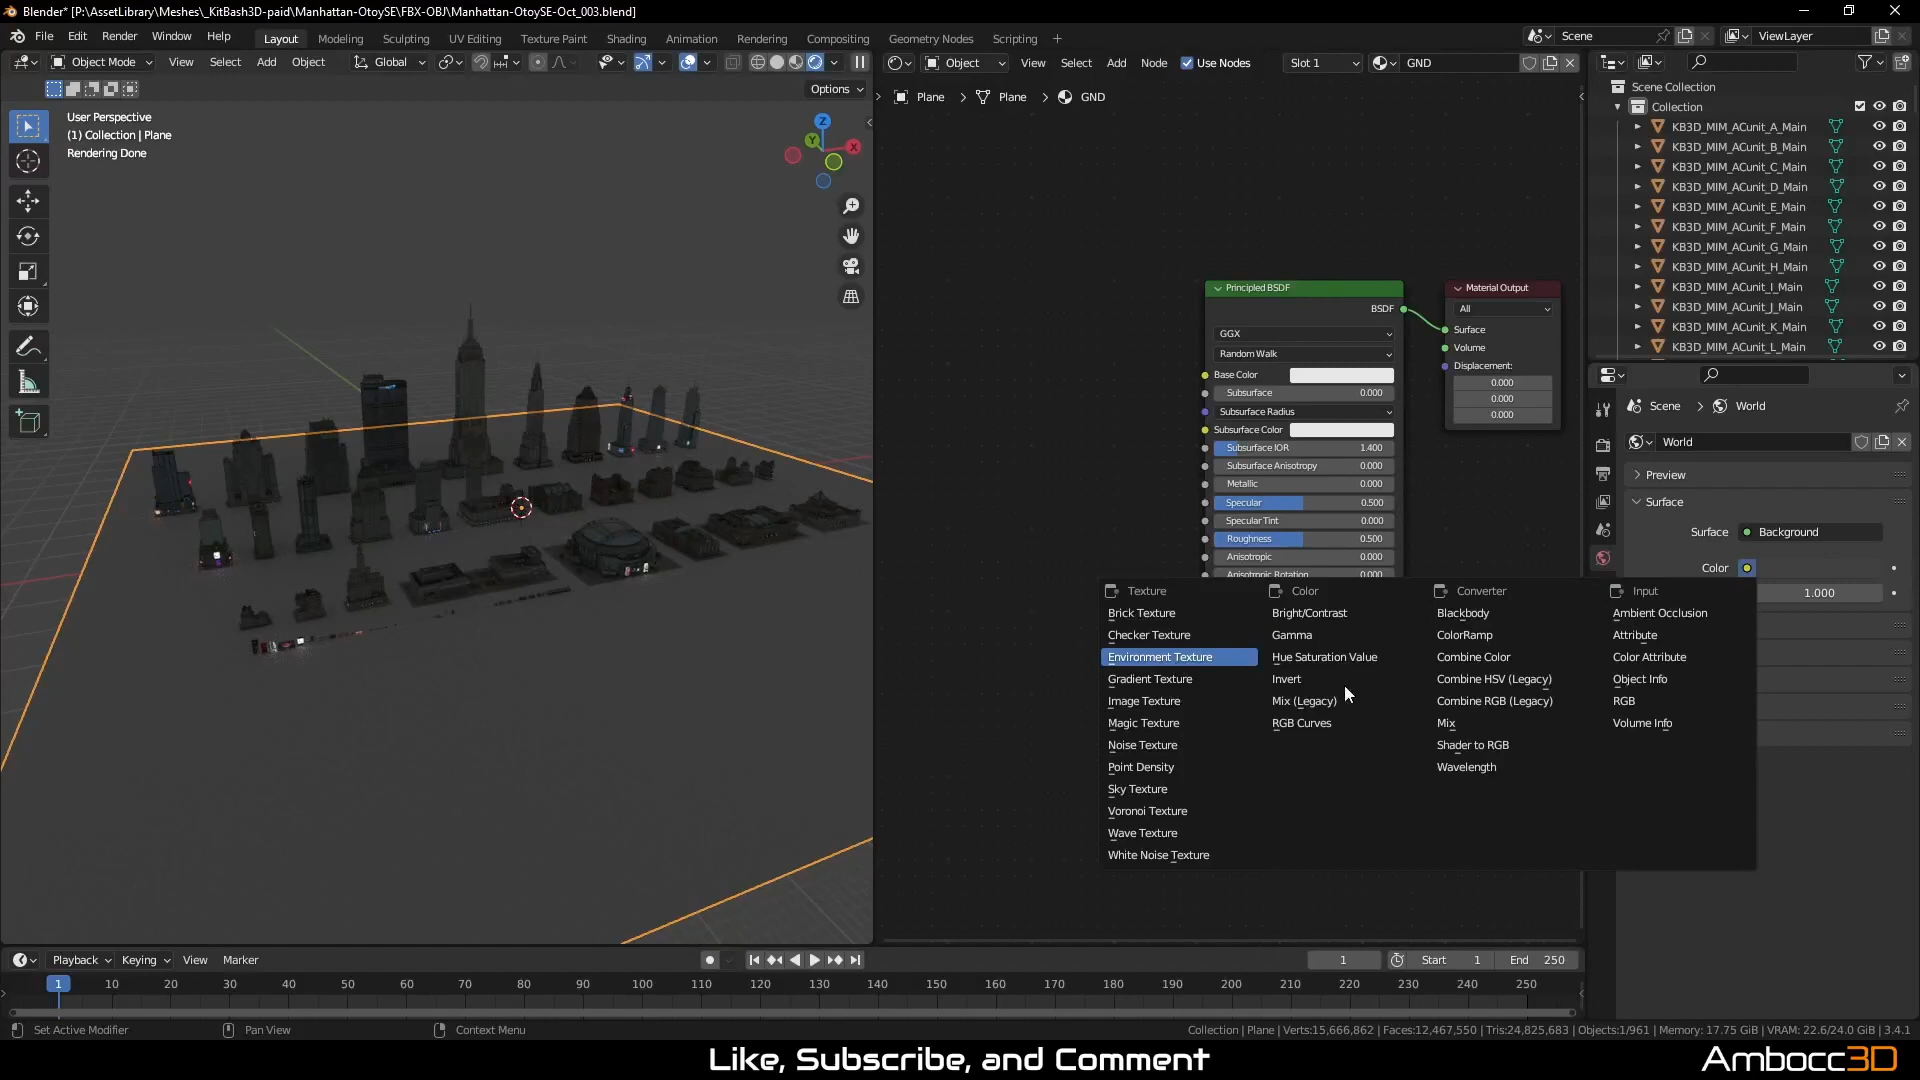 Blender* [P:\AssetLibrary\Meshes\_KitBash3D-paid\Manhattan-OtoySE\FBX-OBJ\Manhattan-OtoySE-Oct_003.blend]
File Edit Render Window Help Layout Modeling Sculpting UV Editing Texture Paint Shading Animation Rendering Compositing Geometry Nodes Scripting + Scene ViewLayer
Object Mode View Select Add Object Global Object View Select Add Node Use Nodes Slot 1 GND
Options
Plane > Plane > GND
User Perspective
(1) Collection | Plane
Rendering Done
Z
Y
X
Scene Collection
Collection
KB3D_MIM_ACunit_A_Main
KB3D_MIM_ACunit_B_Main
KB3D_MIM_ACunit_C_Main
KB3D_MIM_ACunit_D_Main
KB3D_MIM_ACunit_E_Main
KB3D_MIM_ACunit_F_Main
KB3D_MIM_ACunit_G_Main
KB3D_MIM_ACunit_H_Main
KB3D_MIM_ACunit_I_Main
KB3D_MIM_ACunit_J_Main
KB3D_MIM_ACunit_K_Main
KB3D_MIM_ACunit_L_Main
Principled BSDF
BSDF
GGX
Random Walk
Base Color
Subsurface 0.000
Subsurface Radius
Subsurface Color
Subsurface IOR 1.400
Subsurface Anisotropy 0.000
Metallic 0.000
Specular 0.500
Specular Tint 0.000
Roughness 0.500
Anisotropic 0.000
Anisotropic Rotation 0.000
Material Output
All
Surface
Volume
Displacement:
0.000
0.000
0.000
Scene > World
World
Preview
Surface
Surface Background
Color
1.000
Texture
Brick Texture
Checker Texture
Environment Texture
Gradient Texture
Image Texture
Magic Texture
Noise Texture
Point Density
Sky Texture
Voronoi Texture
Wave Texture
White Noise Texture
Color
Bright/Contrast
Gamma
Hue Saturation Value
Invert
Mix (Legacy)
RGB Curves
Converter
Blackbody
ColorRamp
Combine Color
Combine HSV (Legacy)
Combine RGB (Legacy)
Mix
Shader to RGB
Wavelength
Input
Ambient Occlusion
Attribute
Color Attribute
Object Info
RGB
Volume Info
Playback Keying View Marker 1 Start 1 End 250
1 10 20 30 40 50 60 70 80 90 100 110 120 130 140 150 160 170 180 190 200 210 220 230 240 250
Set Active Modifier Pan View Context Menu Collection | Plane | Verts:15,666,862 | Faces:12,467,550 | Tris:24,825,683 | Objects:1/961 | Memory: 17.75 GiB | VRAM: 22.6/24.0 GiB | 3.4.1
Like, Subscribe, and Comment
Ambocc3D